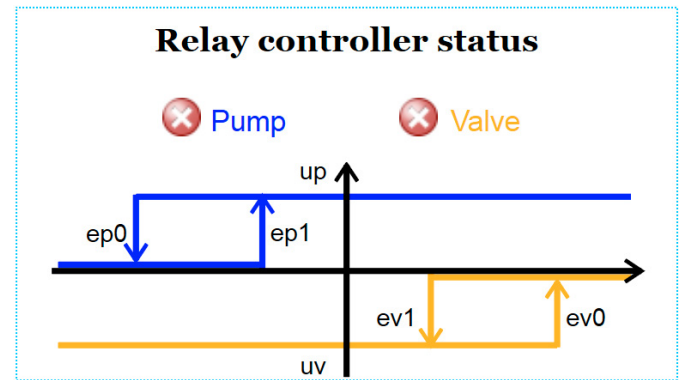 Relay controller status
Pump Valve
up
ep0 ep1
ev1 ev0
uv